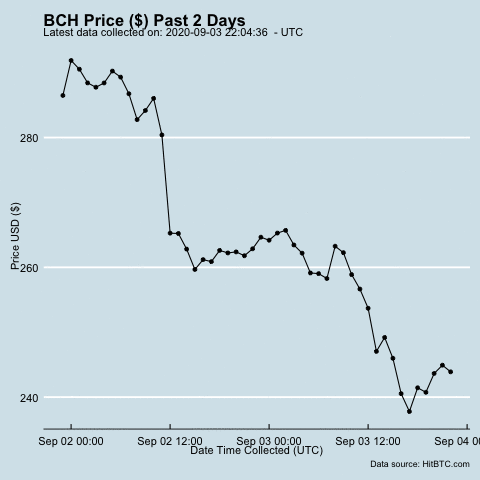 BCH Price ($) Past 2 Days
Latest data collected on: 2020-09-03 22:04:36 - UTC
Price USD ($)
280
260
240
Sep 02 00:00 Sep 02 12:00 Sep 03 00:00 Sep 03 12:00 Sep 04 0
Date Time Collected (UTC)
Data source: HitBTC.com